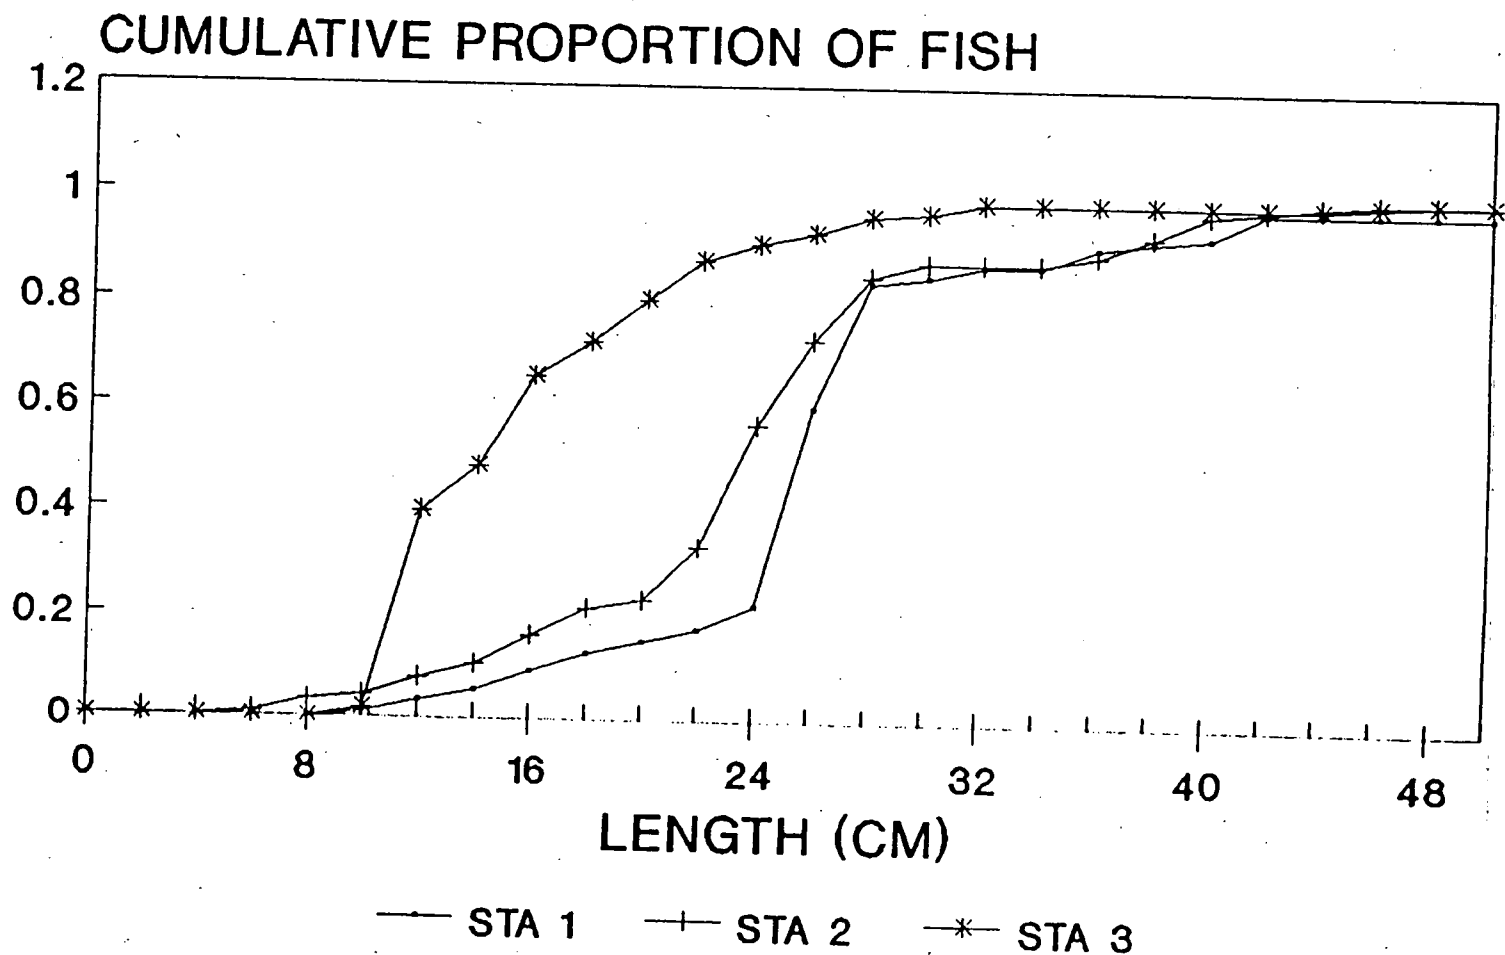 CUMULATIVE PROPORTION OF FISH
1.2
1
0.8
0.6
0.4
0.2
0
0 8 16 24 32 40 48
LENGTH (CM)
STA 1 STA 2 STA 3